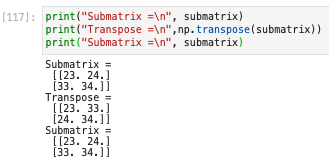 [117]: print("Submatrix =\n", submatrix)
print("Transpose =\n",np.transpose(submatrix))
print("Submatrix =\n", submatrix)
Submatrix =
[[23. 24.]
[33. 34.]]
Transpose =
[[23. 33.]
[24. 34.]]
Submatrix =
[[23. 24.]
[33. 34.]]